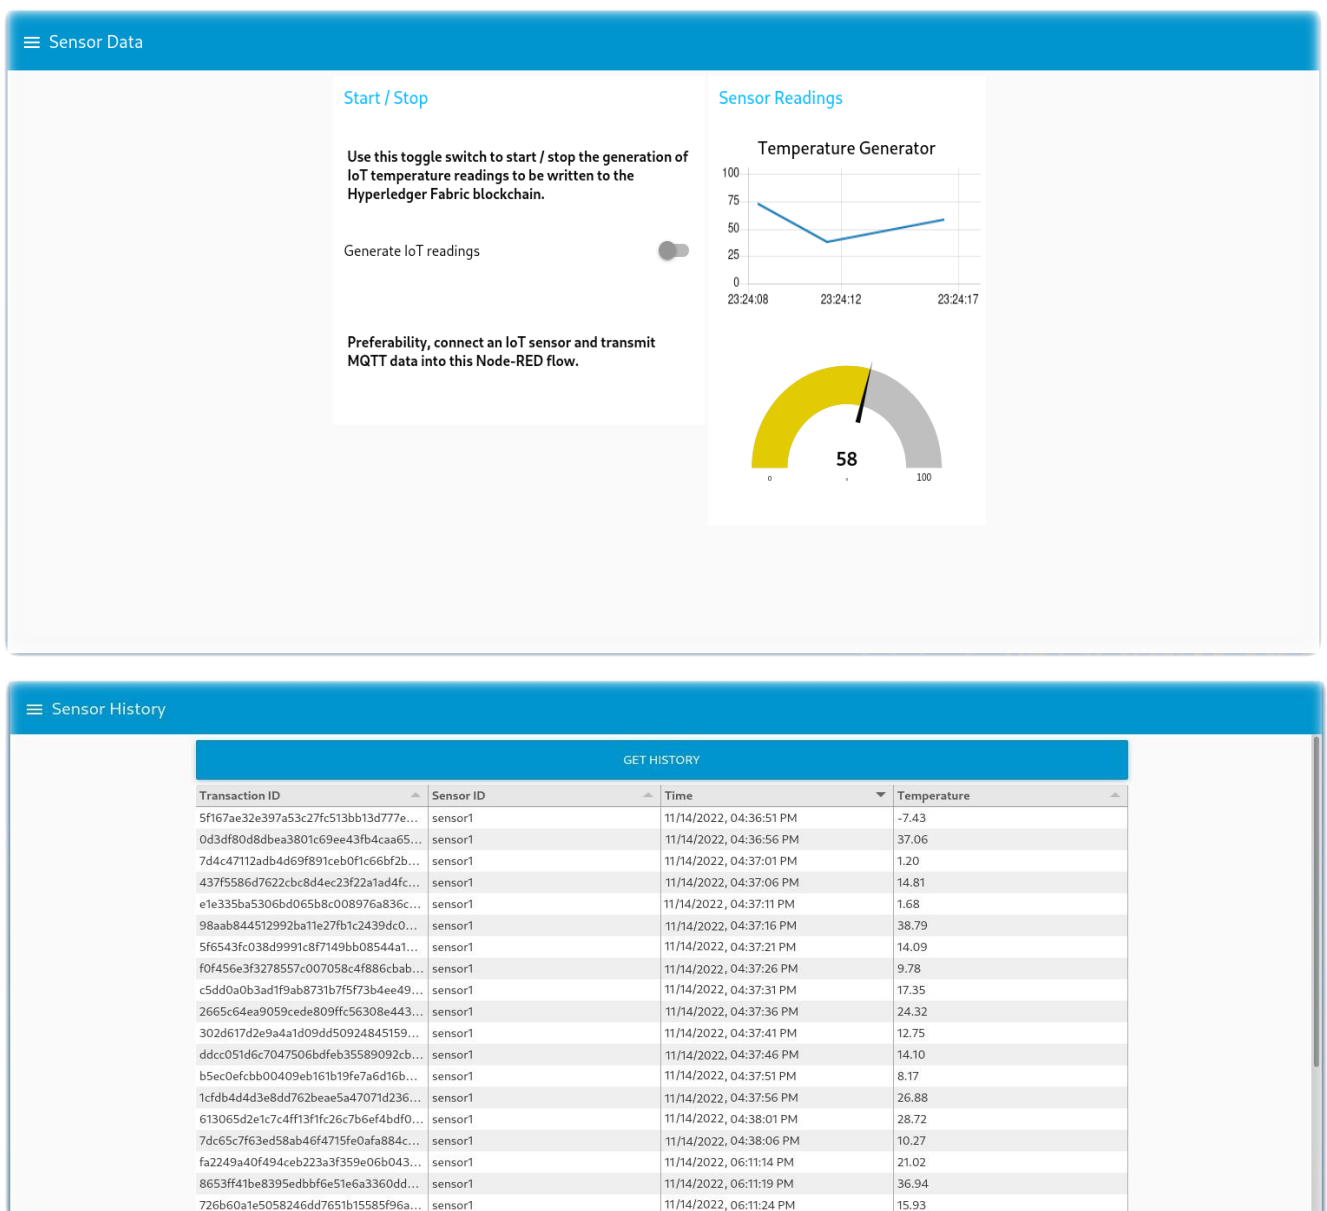 Sensor Data
Start / Stop
Use this toggle switch to start / stop the generation of
IoT temperature readings to be written to the
Hyperledger Fabric blockchain.
Generate IoT readings
Preferability, connect an IoT sensor and transmit
MQTT data into this Node-RED flow.
Sensor Readings
Temperature Generator
100
75
50
25
0
23:24:08 23:24:12 23:24:17
58
0 100
Sensor History
GET HISTORY
Transaction ID Sensor ID Time Temperature
5f167ae32e397a53c27fc513bb13d777e... sensor1 11/14/2022, 04:36:51 PM -7.43
0d3df80d8dbea3801c69ee43fb4caa65... sensor1 11/14/2022, 04:36:56 PM 37.06
7d4c47112adb4d69f891ceb0f1c66bf2b... sensor1 11/14/2022, 04:37:01 PM 1.20
437f5586d7622cbc8d4ec23f22a1ad4fc... sensor1 11/14/2022, 04:37:06 PM 14.81
e1e335ba5306bd065b8c008976a836c... sensor1 11/14/2022, 04:37:11 PM 1.68
98aab844512992ba11e27fb1c2439dc0... sensor1 11/14/2022, 04:37:16 PM 38.79
5f6543fc038d9991c8f7149bb08544a1... sensor1 11/14/2022, 04:37:21 PM 14.09
f0f456e3f3278557c007058c4f886cbab... sensor1 11/14/2022, 04:37:26 PM 9.78
c5dd0a0b3ad1f9ab8731b7f5f73b4ee49... sensor1 11/14/2022, 04:37:31 PM 17.35
2665c64ea9059cede809ffc56308e443... sensor1 11/14/2022, 04:37:36 PM 24.32
302d617d2e9a4a1d09dd50924845159... sensor1 11/14/2022, 04:37:41 PM 12.75
ddcc051d6c7047506bdfeb35589092cb... sensor1 11/14/2022, 04:37:46 PM 14.10
b5ec0efcbb00409eb161b19fe7a6d16b... sensor1 11/14/2022, 04:37:51 PM 8.17
1cfdb4d4d3e8dd762beae5a47071d236... sensor1 11/14/2022, 04:37:56 PM 26.88
613065d2e1c7c4ff13f1fc26c7b6ef4bdf0... sensor1 11/14/2022, 04:38:01 PM 28.72
7dc65c7f63ed58ab46f4715fe0afa884c... sensor1 11/14/2022, 04:38:06 PM 10.27
fa2249a40f494ceb223a3f359e06b043... sensor1 11/14/2022, 06:11:14 PM 21.02
8653ff41be8395edbbf6e51e6a3360dd... sensor1 11/14/2022, 06:11:19 PM 36.94
726b60a1e5058246dd7651b15585f96a... sensor1 11/14/2022, 06:11:24 PM 15.93